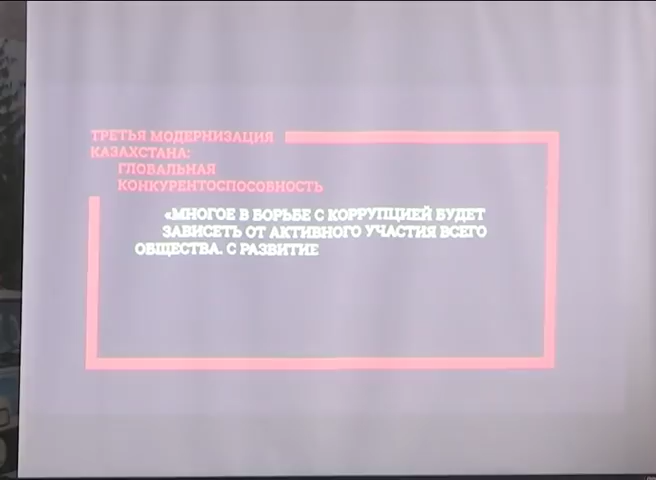 ТРЕТЬЯ МОДЕРНИЗАЦИЯ
КАЗАХСТАНА:
ГЛОБАЛЬНАЯ
КОНКУРЕНТОСПОСОБНОСТЬ
«МНОГОЕ В БОРЬБЕ С КОРРУПЦИЕЙ БУДЕТ
ЗАВИСЕТЬ ОТ АКТИВНОГО УЧАСТИЯ ВСЕГО
ОБЩЕСТВА. С РАЗВИТИЕ